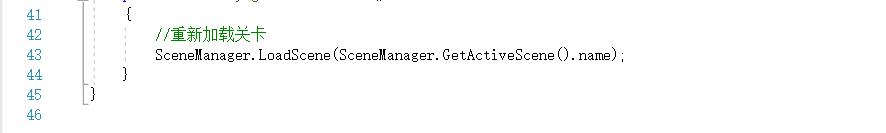 41 {
42 //重新加载关卡
43 SceneManager.LoadScene(SceneManager.GetActiveScene().name);
44 }
45 }
46